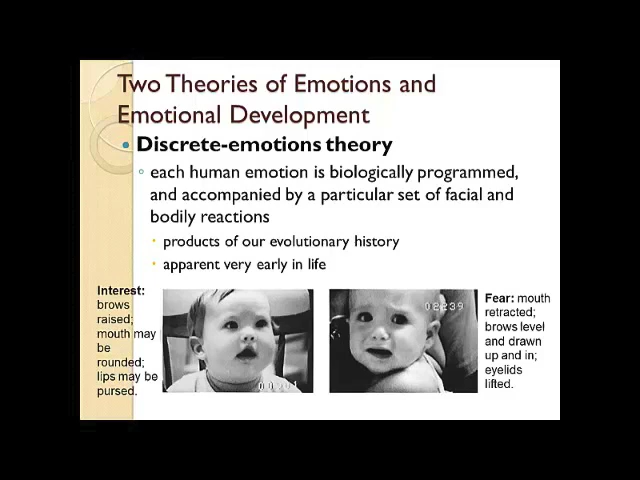 Two Theories of Emotions and
Emotional Development
Discrete-emotions theory
each human emotion is biologically programmed,
and accompanied by a particular set of facial and
bodily reactions
products of our evolutionary history
apparent very early in life
Interest:
brows
raised;
mouth may
be
rounded;
lips may be
pursed.
Fear: mouth
retracted;
brows level
and drawn
up and in;
eyelids
lifted.